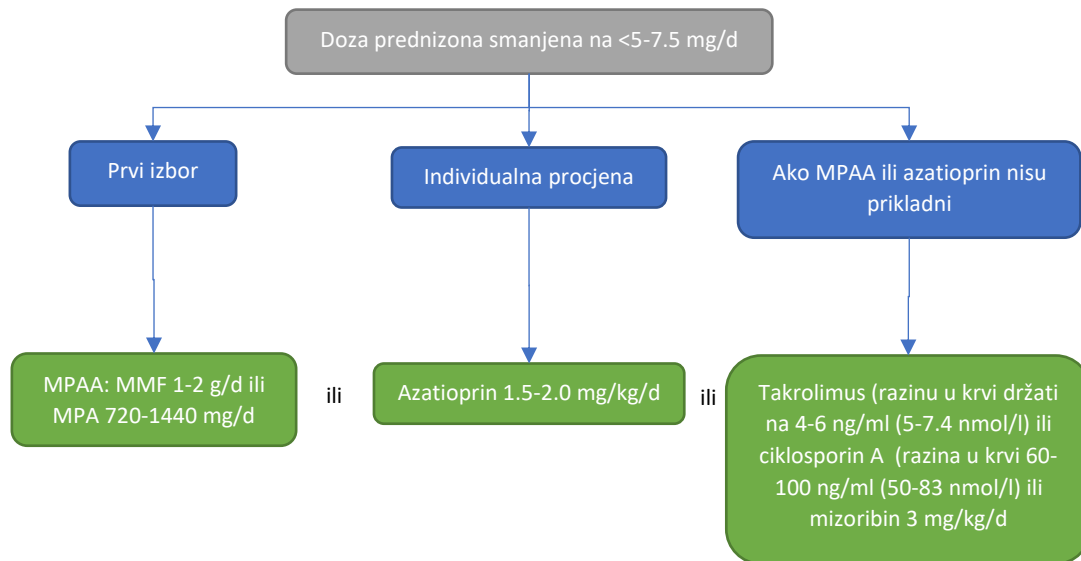 Doza prednizona smanjena na <5-7.5 mg/d
Prvi izbor
Individualna procjena
Ako MPAA ili azatioprin nisu
prikladni
MPAA: MMF 1-2 g/d ili
MPA 720-1440 mg/d
ili
Azatioprin 1.5-2.0 mg/kg/d
ili
Takrolimus (razinu u krvi držati
na 4-6 ng/ml (5-7.4 nmol/l) ili
ciklosporin A  (razina u krvi 60-
100 ng/ml (50-83 nmol/l) ili
mizoribin 3 mg/kg/d